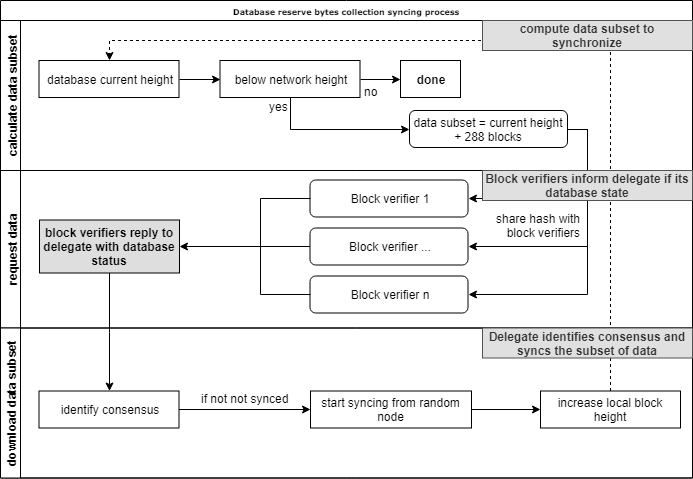 Database reserve bytes collection syncing process
calculate data subset
compute data subset to
synchronize
database current height
below network height
done
no
yes
data subset = current height
+ 288 blocks
request data
Block verifiers inform delegate if its
database state
Block verifier 1
share hash with
block verifiers
block verifiers reply to
delegate with database
status
Block verifier ...
Block verifier n
download data subset
Delegate identifies consensus and
syncs the subset of data
identify consensus
if not not synced
start syncing from random
node
increase local block
height